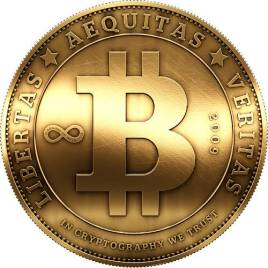 LIBERTAS ★ AEQUITAS ★ VERITAS
B
2009
IN CRYPTOGRAPHY WE TRUST